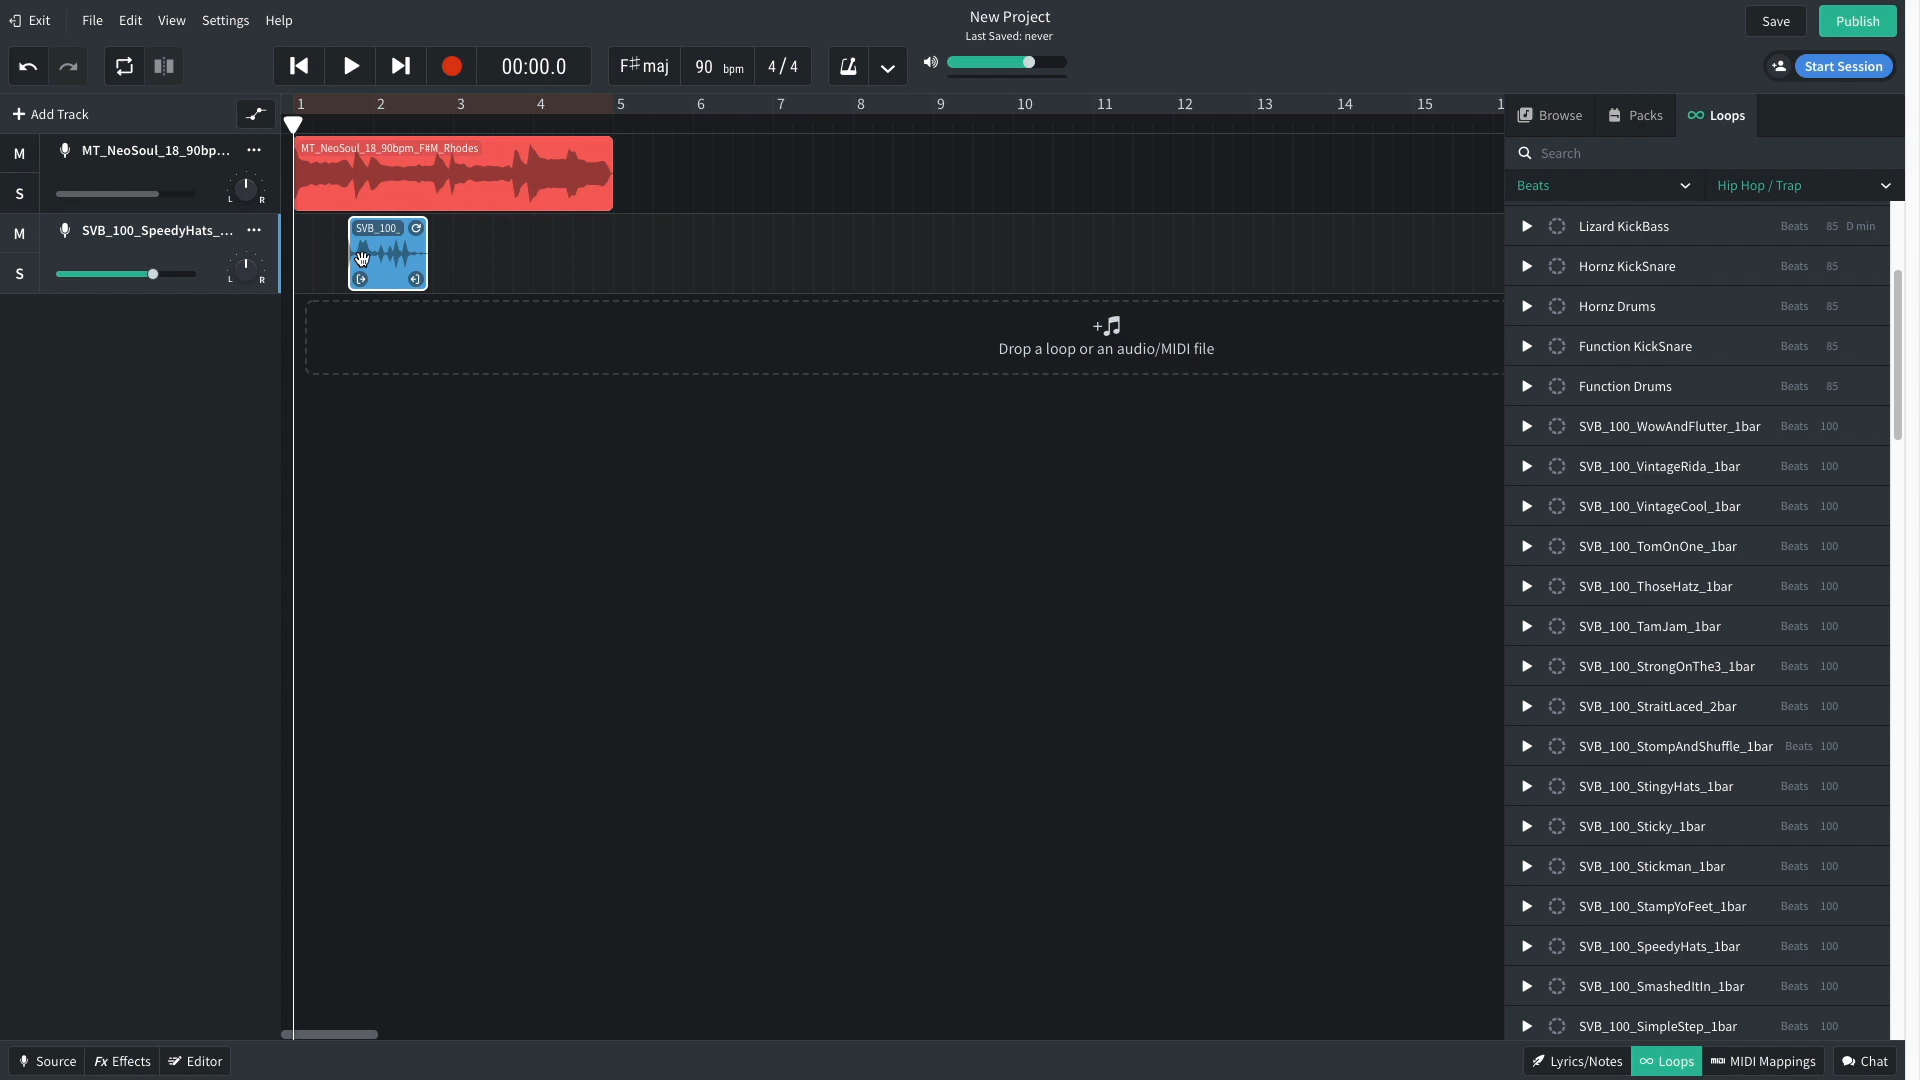 Exit File Edit View Settings Help
New Project
Last Saved: never
Save Publish
00:00.0 F♯maj 90 bpm 4/4
Start Session
+ Add Track
1 2 3 4 5 6 7 8 9 10 11 12 13 14 15 1
Browse Packs Loops
M MT_NeoSoul_18_90bp...
MT_NeoSoul_18_90bpm_F#M_Rhodes
S L R
Search
Beats Hip Hop / Trap
M SVB_100_SpeedyHats_...
SVB_100_
S L R
Drop a loop or an audio/MIDI file
Lizard KickBass Beats 85 D min
Hornz KickSnare Beats 85
Hornz Drums Beats 85
Function KickSnare Beats 85
Function Drums Beats 85
SVB_100_WowAndFlutter_1bar Beats 100
SVB_100_VintageRida_1bar Beats 100
SVB_100_VintageCool_1bar Beats 100
SVB_100_TomOnOne_1bar Beats 100
SVB_100_ThoseHatz_1bar Beats 100
SVB_100_TamJam_1bar Beats 100
SVB_100_StrongOnThe3_1bar Beats 100
SVB_100_StraitLaced_2bar Beats 100
SVB_100_StompAndShuffle_1bar Beats 100
SVB_100_StingyHats_1bar Beats 100
SVB_100_Sticky_1bar Beats 100
SVB_100_Stickman_1bar Beats 100
SVB_100_StampYoFeet_1bar Beats 100
SVB_100_SpeedyHats_1bar Beats 100
SVB_100_SmashedItIn_1bar Beats 100
SVB_100_SimpleStep_1bar Beats 100
Source Fx Effects Editor
Lyrics/Notes Loops MIDI MIDI Mappings Chat